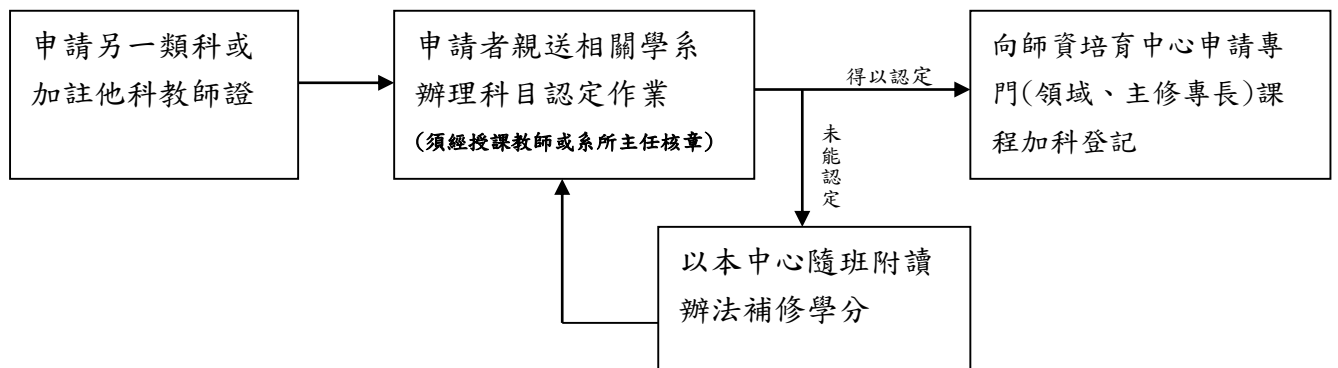 申請另一類科或
加註他科教師證
申請者親送相關學系
辦理科目認定作業
(須經授課教師或系所主任核章)
得以認定
未能認定
向師資培育中心申請專
門(領域、主修專長)課
程加科登記
以本中心隨班附讀
辦法補修學分